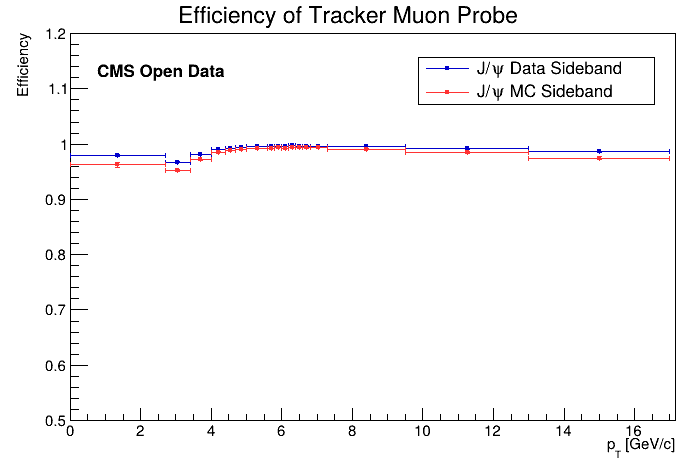 Efficiency of Tracker Muon Probe
Efficiency
1.2
1.1
1
0.9
0.8
0.7
0.6
0.5
CMS Open Data
J/ψ Data Sideband
J/ψ MC Sideband
0 2 4 6 8 10 12 14 16
p_T [GeV/c]